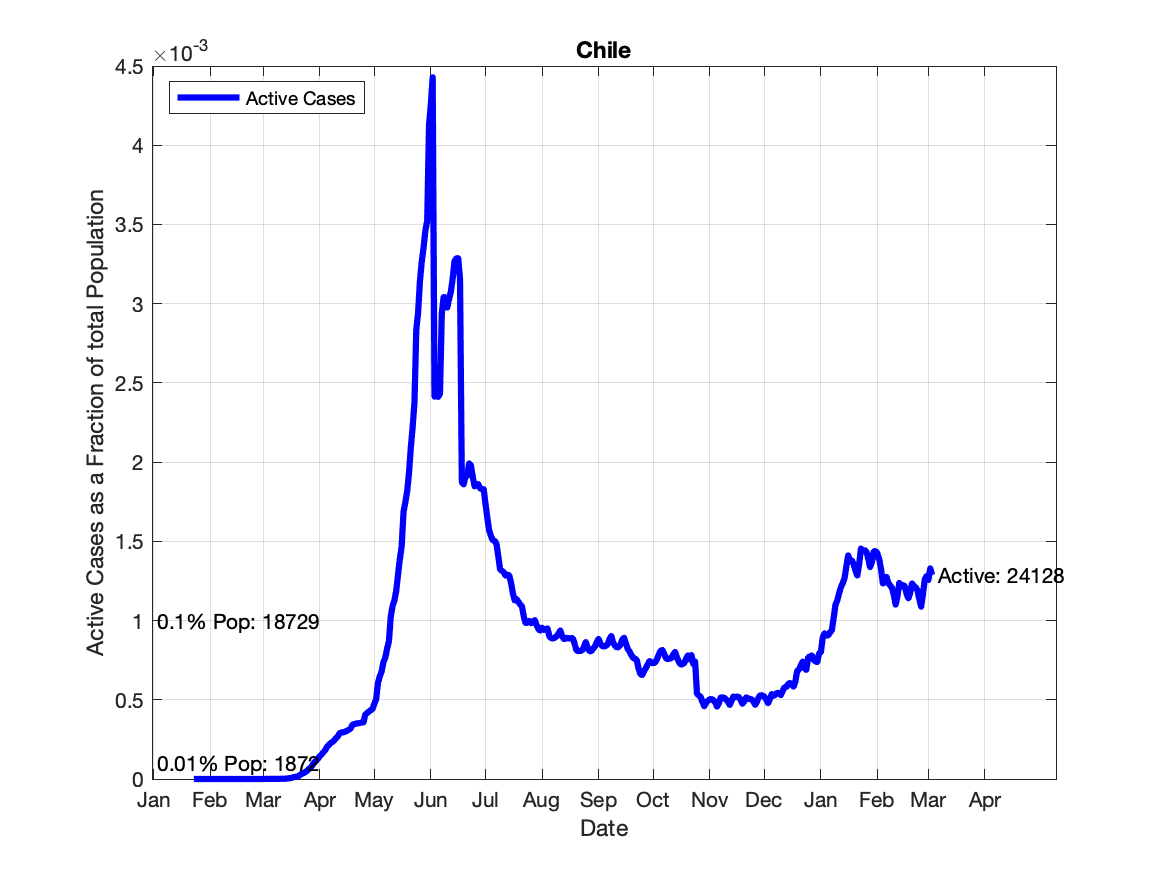 Chile
×10-3
4.5
4
3.5
3
2.5
2
1.5
1
0.5
0
Active Cases
Active Cases as a Fraction of total Population
0.1% Pop: 18729
0.01% Pop: 1872
Active: 24128
Jan Feb Mar Apr May Jun Jul Aug Sep Oct Nov Dec Jan Feb Mar Apr
Date